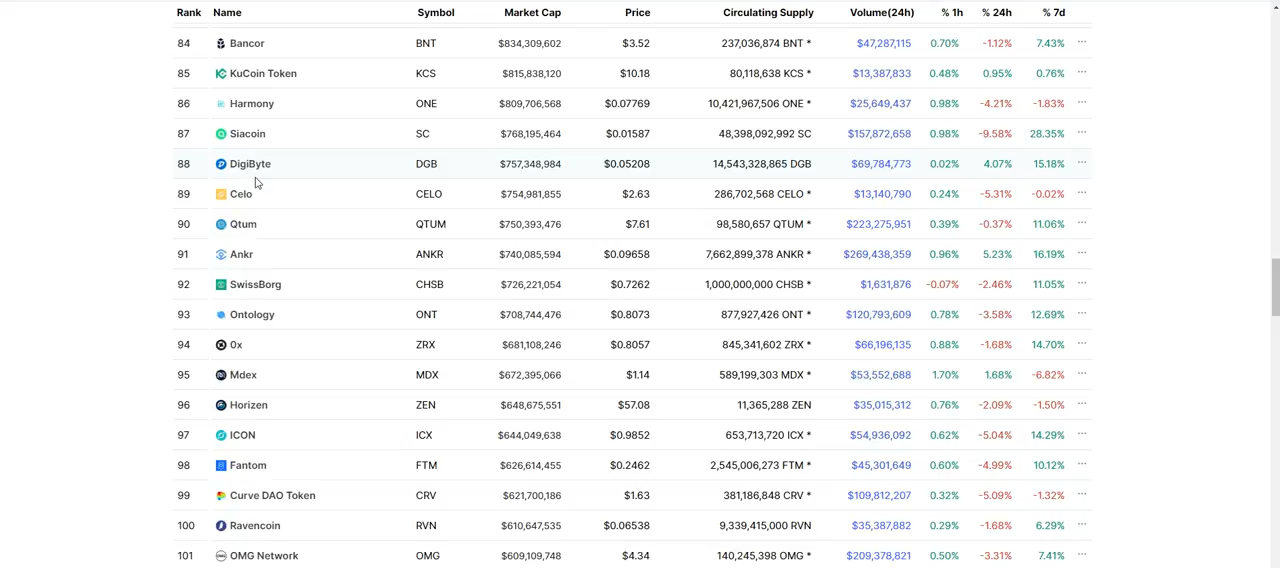 Rank Name Symbol Market Cap Price Circulating Supply Volume(24h) % 1h % 24h % 7d
84 Bancor BNT $834,309,602 $3.52 237,036,874 BNT * $47,287,115 0.70% -1.12% 7.43% ...
85 KuCoin Token KCS $815,838,120 $10.18 80,118,638 KCS * $13,387,833 0.48% 0.95% 0.76% ...
86 Harmony ONE $809,706,568 $0.07769 10,421,967,506 ONE * $25,649,437 0.98% -4.21% -1.83% ...
87 Siacoin SC $768,195,464 $0.01587 48,398,092,992 SC $157,872,658 0.98% -9.58% 28.35% ...
88 DigiByte DGB $757,348,984 $0.05208 14,543,328,865 DGB $69,784,773 0.02% 4.07% 15.18% ...
89 Celo CELO $754,981,855 $2.63 286,702,568 CELO * $13,140,790 0.24% -5.31% -0.02% ...
90 Qtum QTUM $750,393,476 $7.61 98,580,657 QTUM * $223,275,951 0.39% -0.37% 11.06% ...
91 Ankr ANKR $740,085,594 $0.09658 7,662,899,378 ANKR * $269,438,359 0.96% 5.23% 16.19% ...
92 SwissBorg CHSB $726,221,054 $0.7262 1,000,000,000 CHSB * $1,631,876 -0.07% -2.46% 11.05% ...
93 Ontology ONT $708,744,476 $0.8073 877,927,426 ONT * $120,793,609 0.78% -3.58% 12.69% ...
94 0x ZRX $681,108,246 $0.8057 845,341,602 ZRX * $66,196,135 0.88% -1.68% 14.70% ...
95 Mdex MDX $672,395,066 $1.14 589,199,303 MDX * $53,552,688 1.70% 1.68% -6.82% ...
96 Horizen ZEN $648,675,551 $57.08 11,365,288 ZEN $35,015,312 0.76% -2.09% -1.50% ...
97 ICON ICX $644,049,638 $0.9852 653,713,720 ICX * $54,936,092 0.62% -5.04% 14.29% ...
98 Fantom FTM $626,614,455 $0.2462 2,545,006,273 FTM * $45,301,649 0.60% -4.99% 10.12% ...
99 Curve DAO Token CRV $621,700,186 $1.63 381,186,848 CRV * $109,812,207 0.32% -5.09% -1.32% ...
100 Ravencoin RVN $610,647,535 $0.06538 9,339,415,000 RVN $35,387,882 0.29% -1.68% 6.29% ...
101 OMG Network OMG $609,109,748 $4.34 140,245,398 OMG * $209,378,821 0.50% -3.31% 7.41% ...